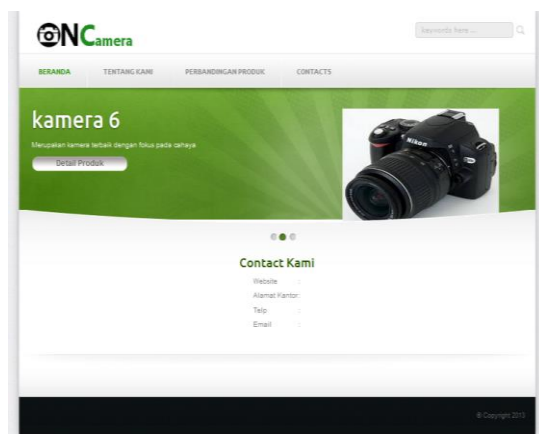 ONCamera
keywords here ...
BERANDA TENTANG KAMI PERBANDINGAN PRODUK CONTACTS
kamera 6
Merupakan kamera terbaik dengan fokus pada cahaya
Detail Produk
Nikon
Contact Kami
Website :
Alamat Kantor :
Telp :
Email :
© Copyright 2013